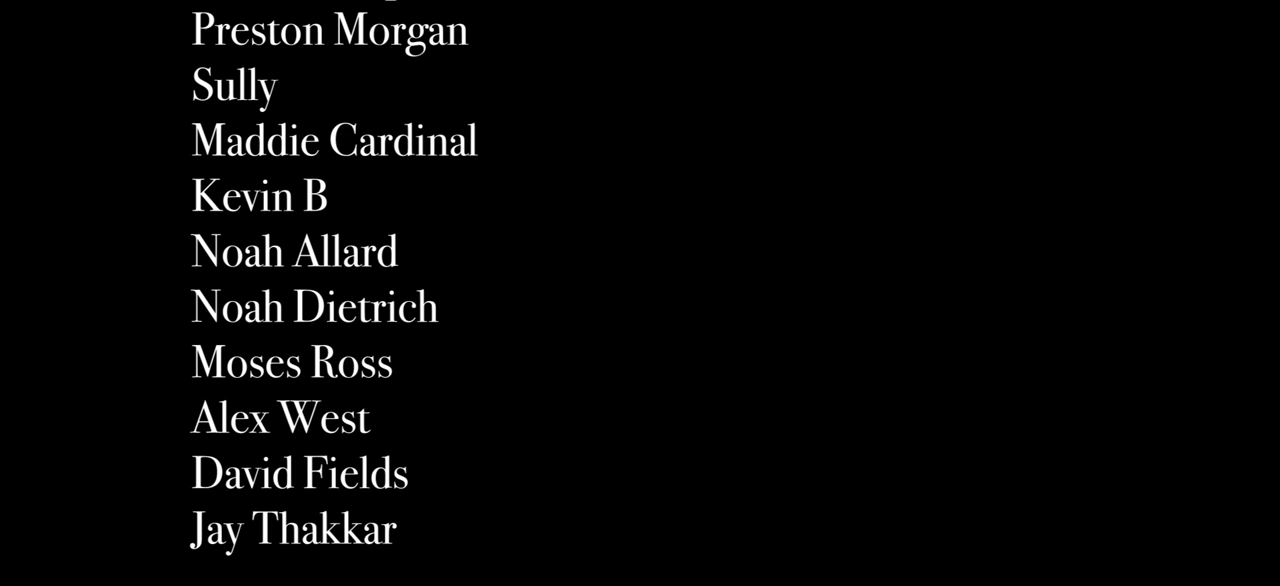 Preston Morgan
Sully
Maddie Cardinal
Kevin B
Noah Allard
Noah Dietrich
Moses Ross
Alex West
David Fields
Jay Thakkar